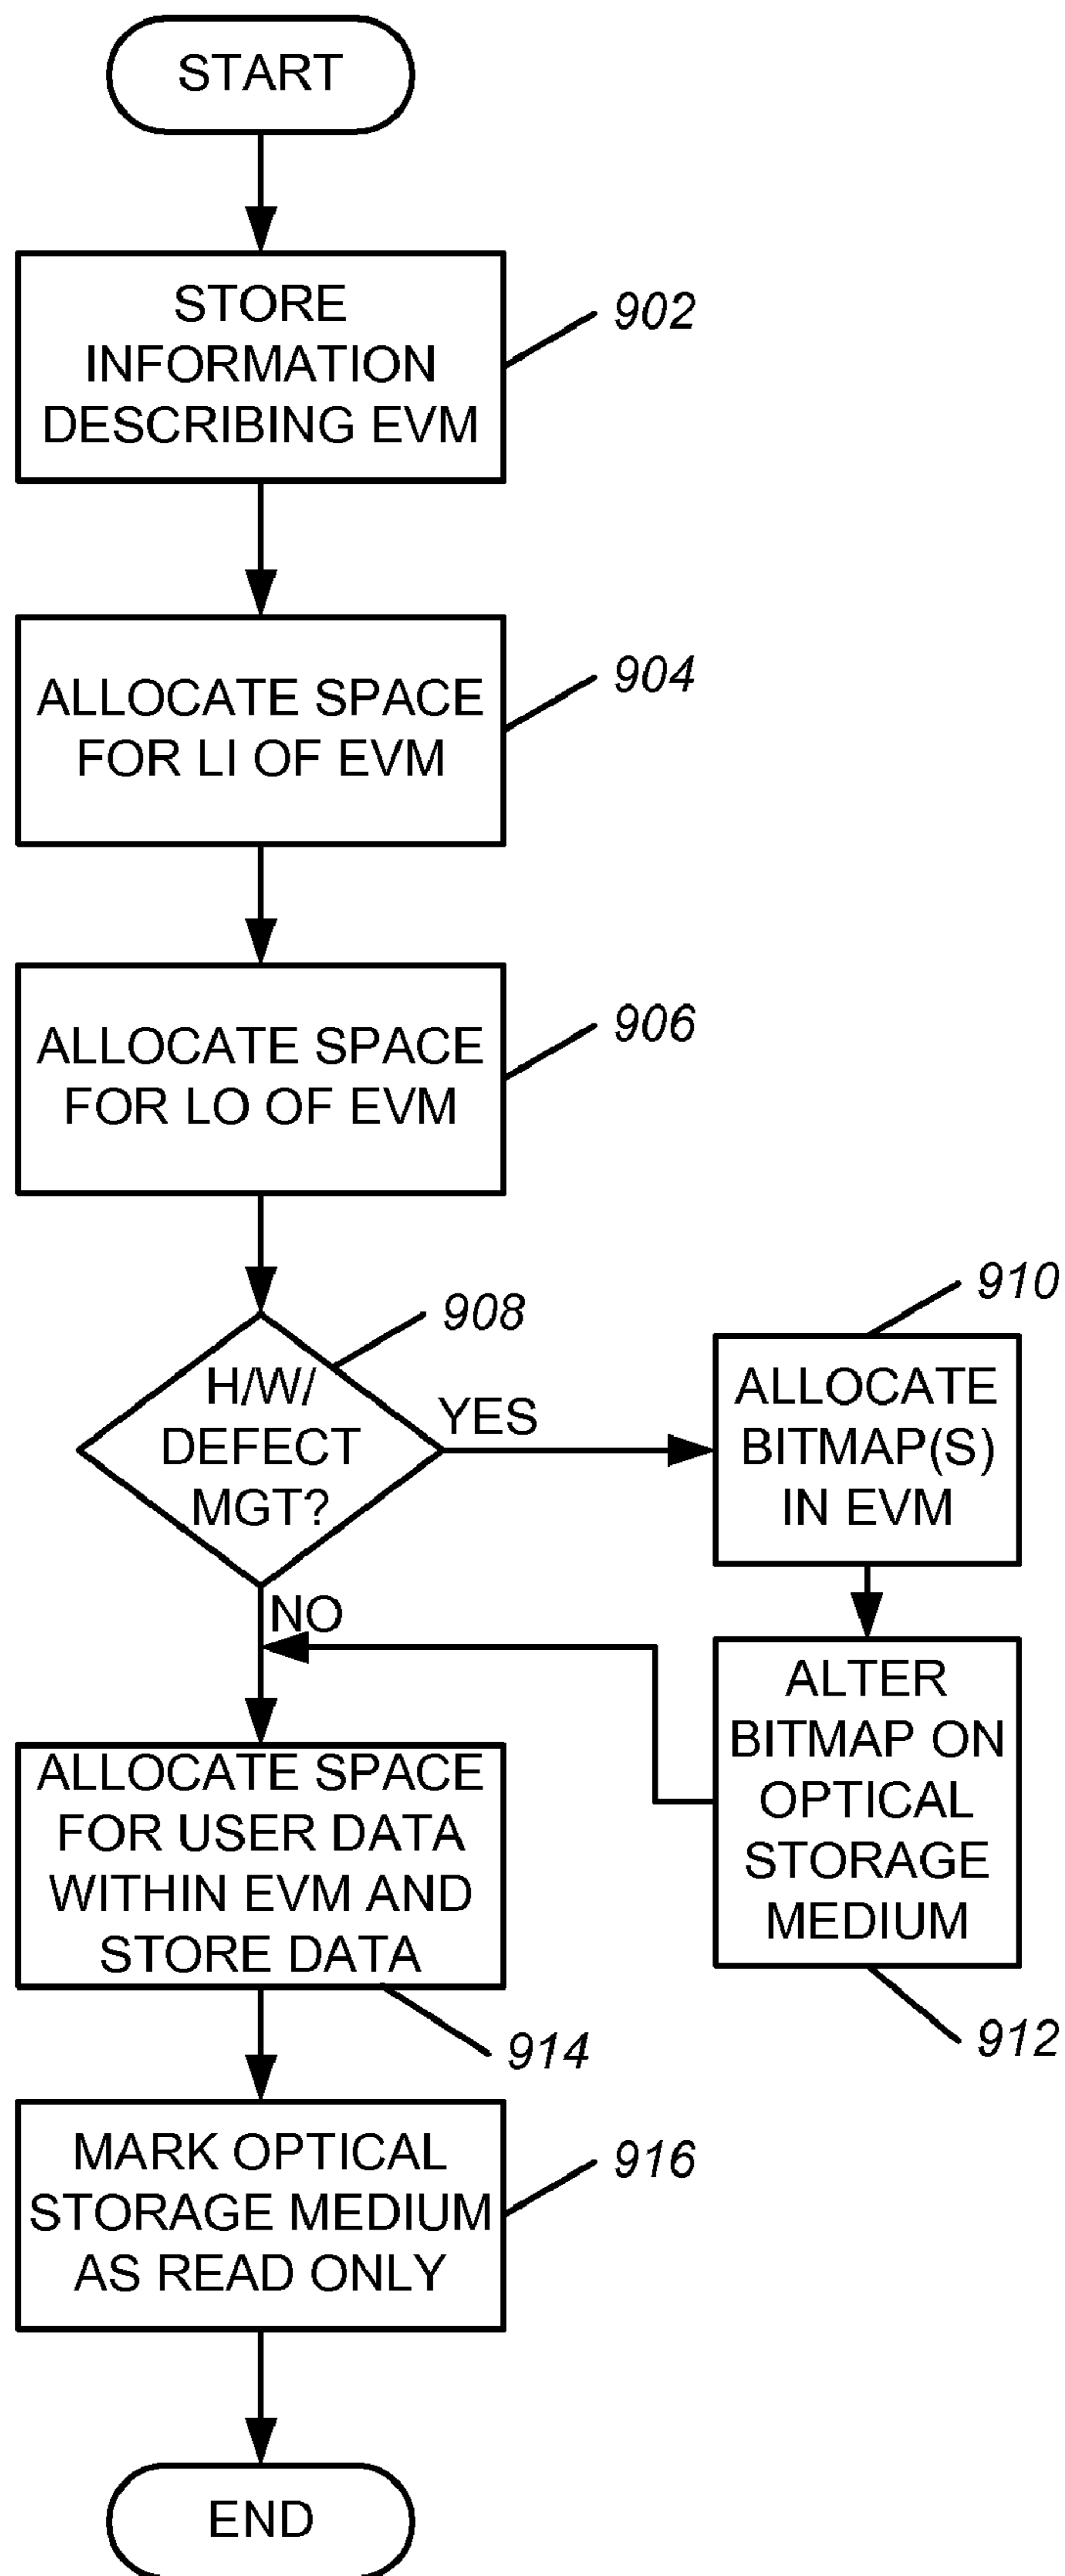 START
STORE
INFORMATION
DESCRIBING EVM
902
ALLOCATE SPACE
FOR LI OF EVM
904
ALLOCATE SPACE
FOR LO OF EVM
906
H/W/
DEFECT
MGT?
908
YES
NO
ALLOCATE
BITMAP(S)
IN EVM
910
ALTER
BITMAP ON
OPTICAL
STORAGE
MEDIUM
912
ALLOCATE SPACE
FOR USER DATA
WITHIN EVM AND
STORE DATA
914
MARK OPTICAL
STORAGE MEDIUM
AS READ ONLY
916
END